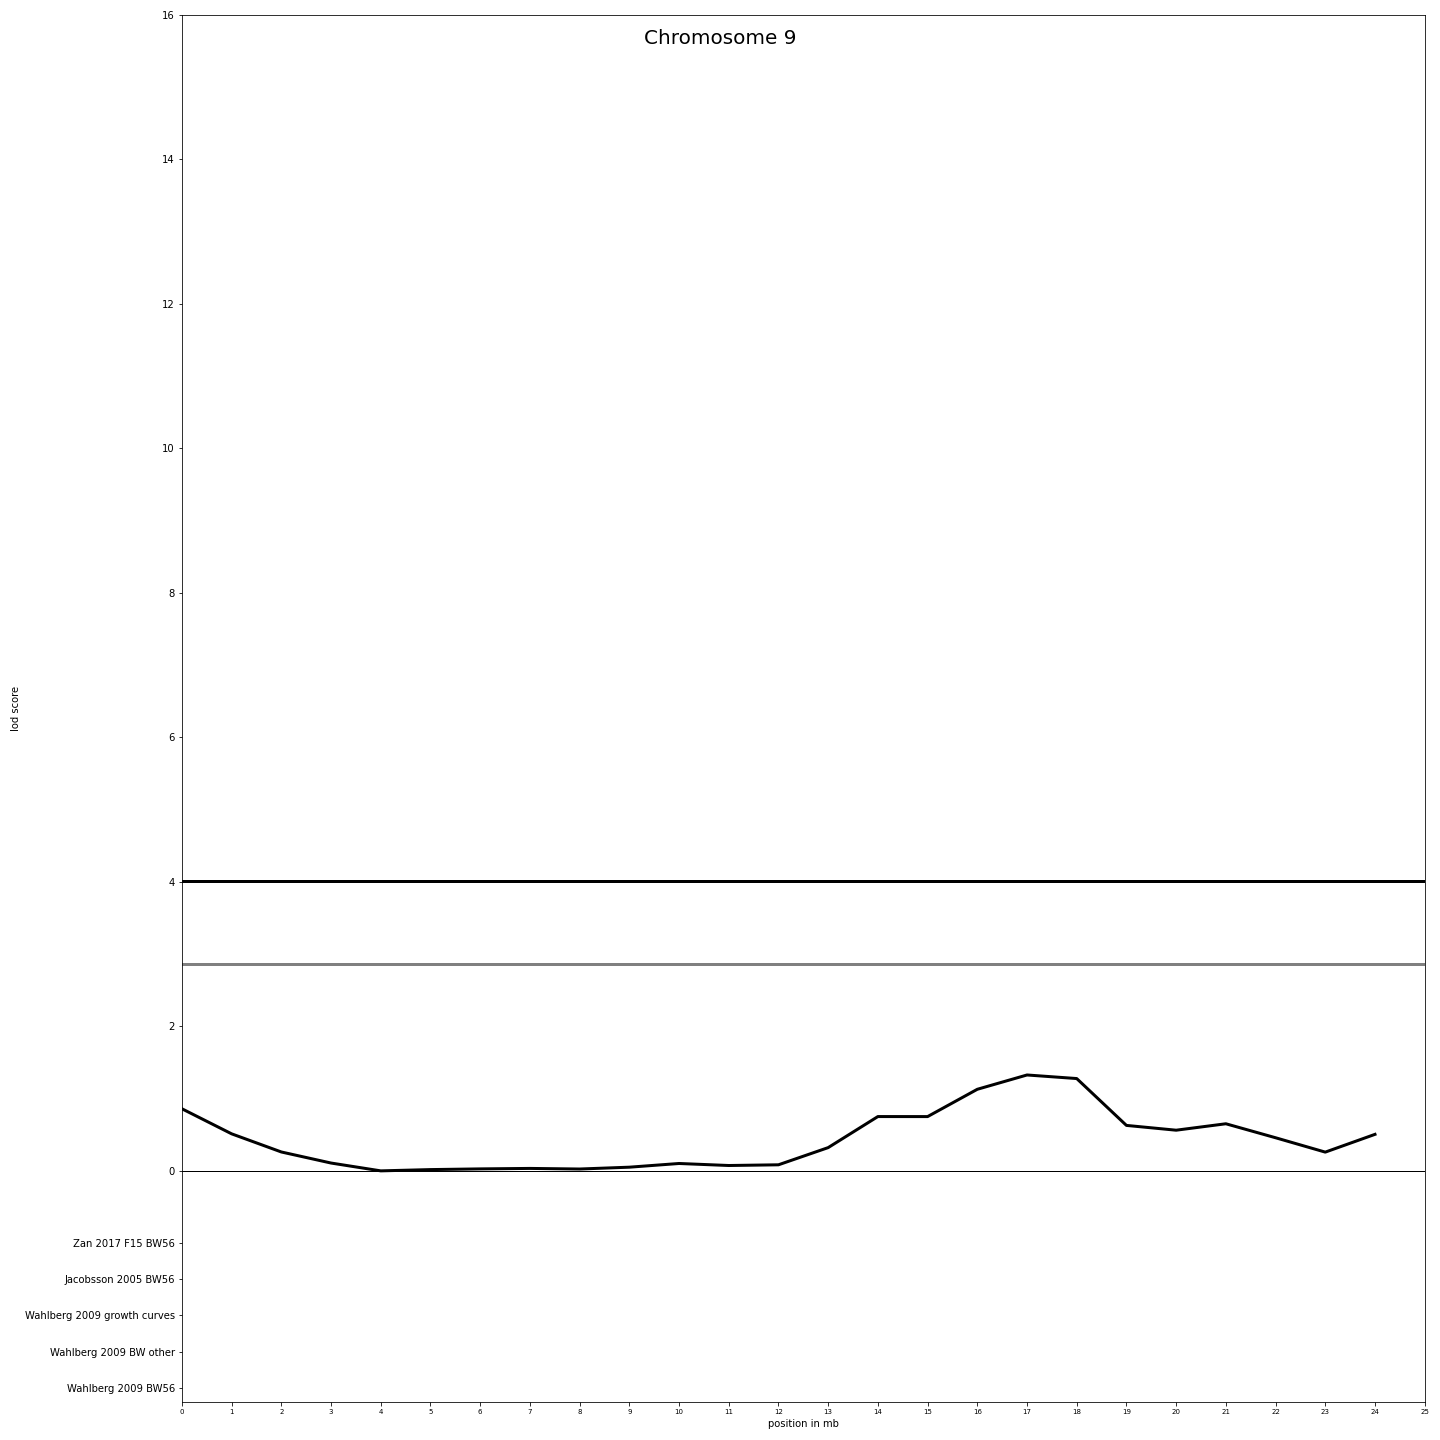 Chromosome 9
16
14
12
10
8
6
4
2
0
lod score
Zan 2017 F15 BW56
Jacobsson 2005 BW56
Wahlberg 2009 growth curves
Wahlberg 2009 BW other
Wahlberg 2009 BW56
0 1 2 3 4 5 6 7 8 9 10 11 12 13 14 15 16 17 18 19 20 21 22 23 24 25
position in mb